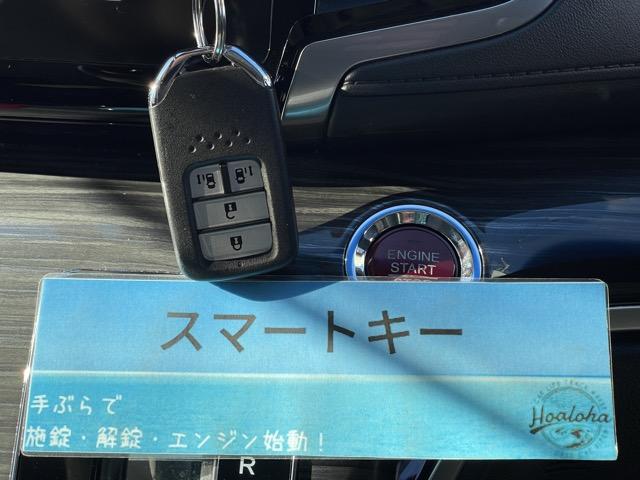 ENGINE
START
スマートキー
手ぶらで
施錠・解錠・エンジン始動！
Hoaloha
R